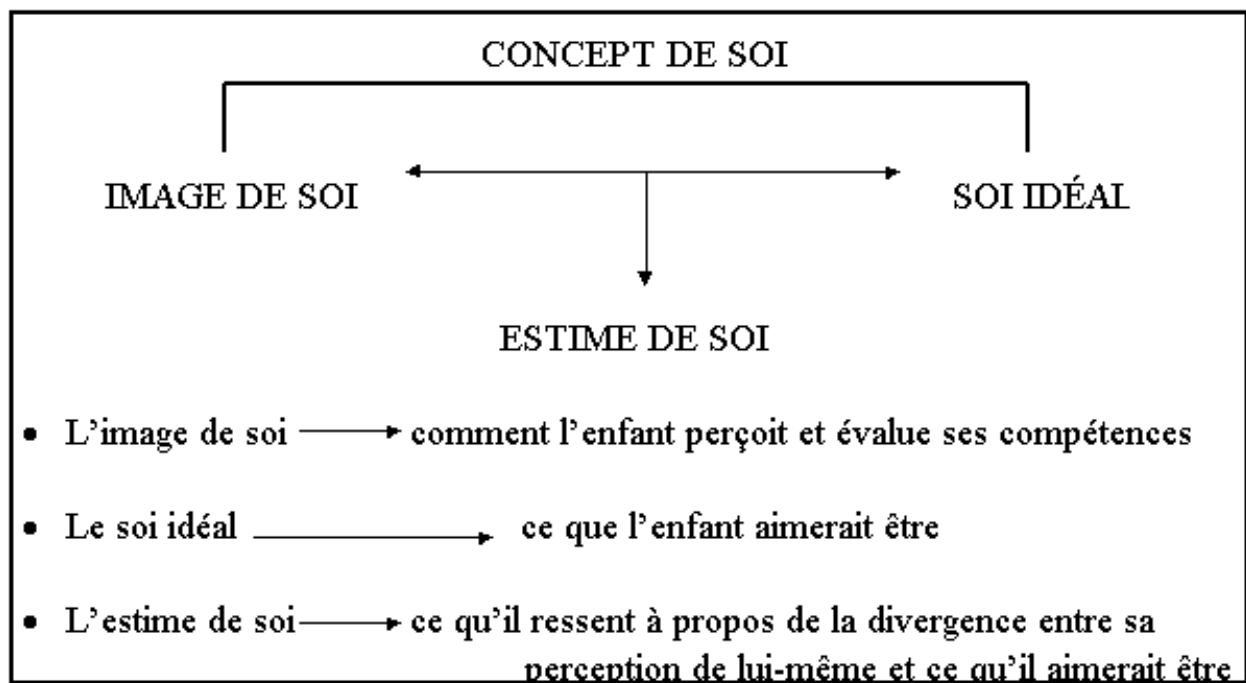 CONCEPT DE SOI
IMAGE DE SOI
SOI IDÉAL
ESTIME DE SOI
• L'image de soi comment l'enfant perçoit et évalue ses compétences
• Le soi idéal ce que l'enfant aimerait être
• L'estime de soi ce qu'il ressent à propos de la divergence entre sa
perception de lui-même et ce qu'il aimerait être